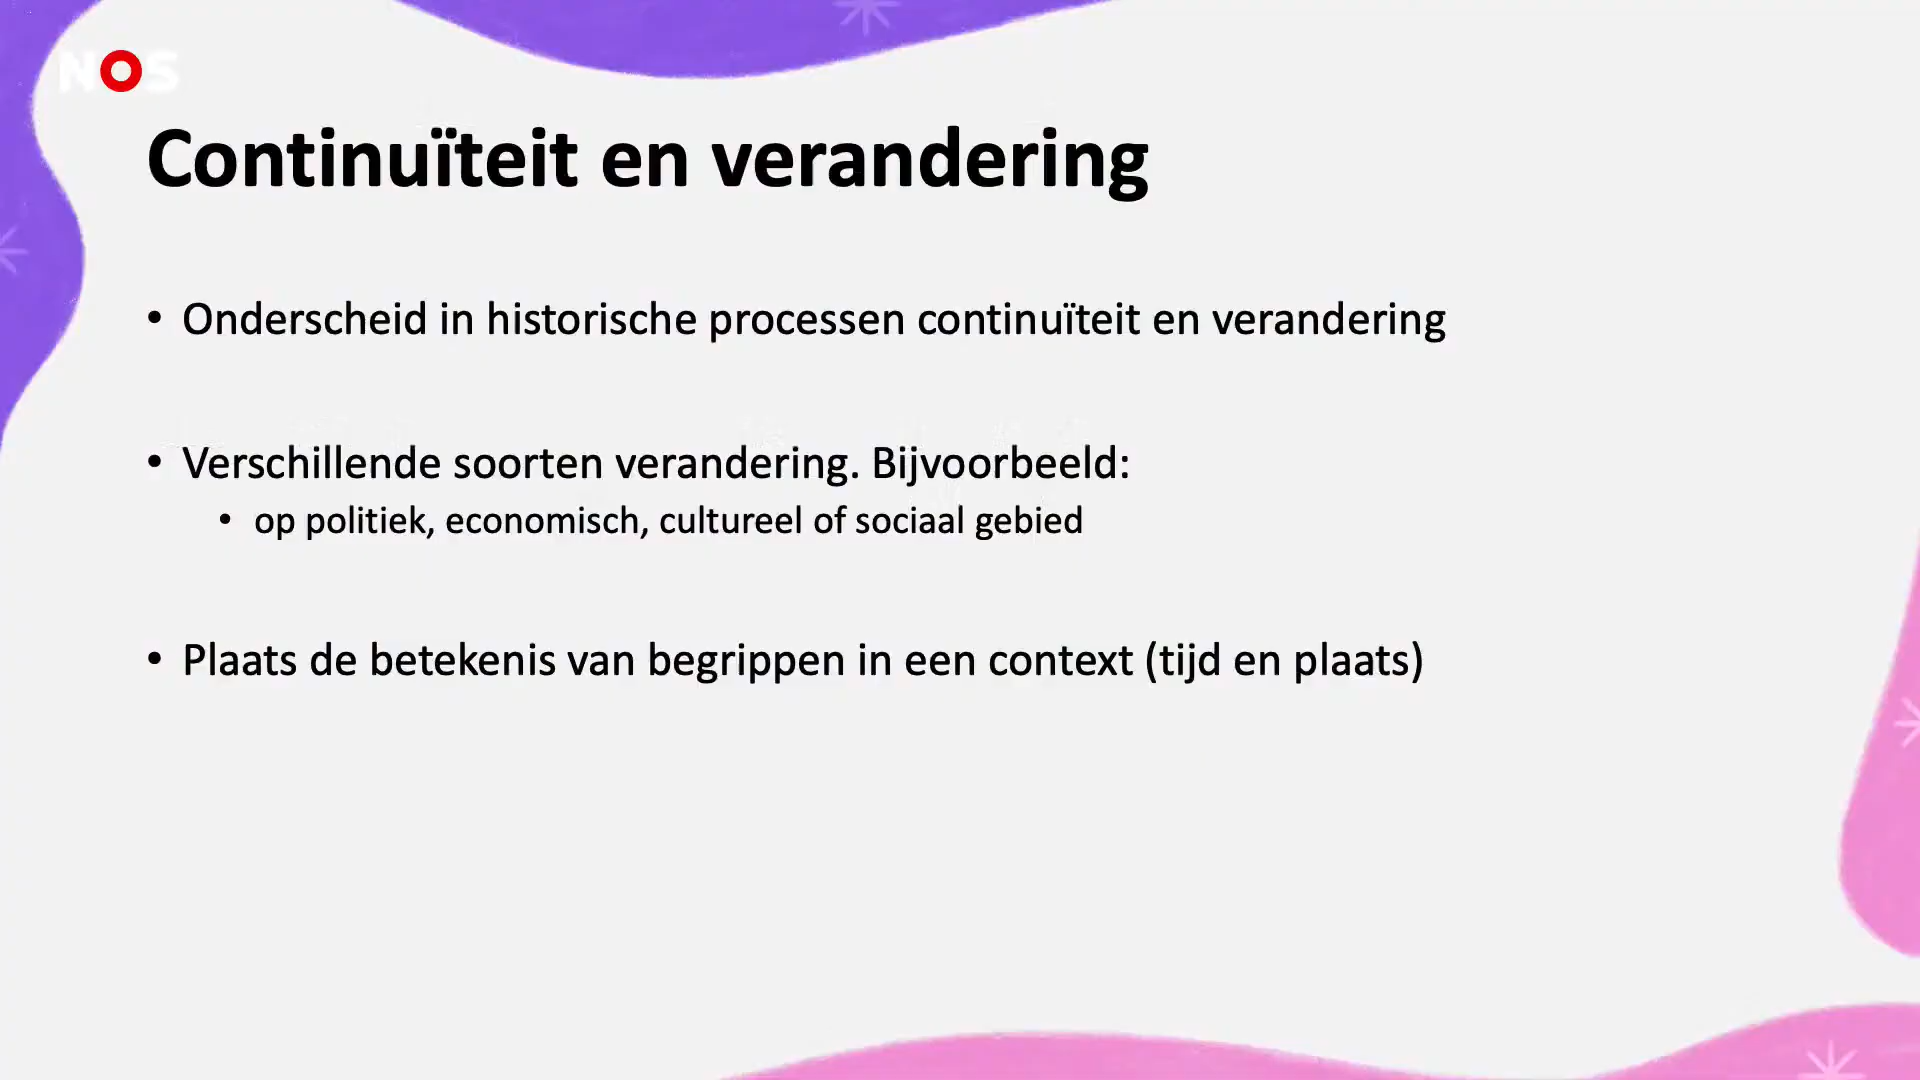 NOS
Continuïteit en verandering
• Onderscheid in historische processen continuïteit en verandering
• Verschillende soorten verandering. Bijvoorbeeld:
• op politiek, economisch, cultureel of sociaal gebied
• Plaats de betekenis van begrippen in een context (tijd en plaats)